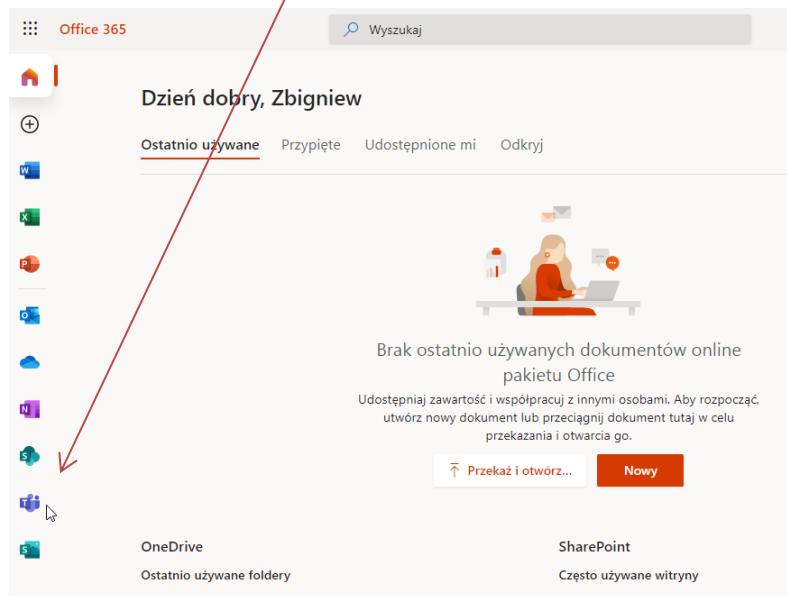 Office 365
Wyszukaj
Dzień dobry, Zbigniew
Ostatnio używane Przypięte Udostępnione mi Odkryj
Brak ostatnio używanych dokumentów online
pakietu Office
Udostępniaj zawartość i współpracuj z innymi osobami. Aby rozpocząć,
utwórz nowy dokument lub przeciągnij dokument tutaj w celu
przekazania i otwarcia go.
Przekaż i otwórz... Nowy
OneDrive SharePoint
Ostatnio używane foldery Często używane witryny